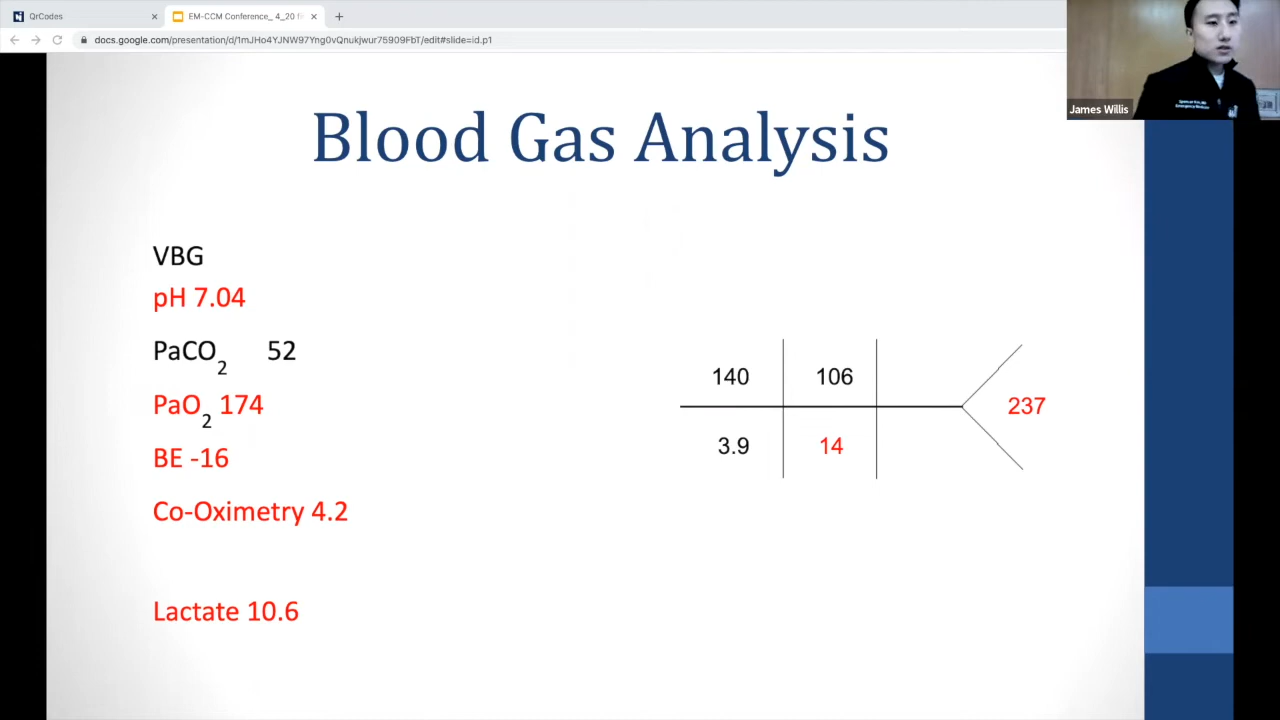 QrCodes
EM-CCM Conference_ 4_20 f
docs.google.com/presentation/d/1mJHo4YJNW97Yng0vQnukjwur75909FbT/edit#slide=id.p1
James Willis
Blood Gas Analysis
VBG
pH 7.04
PaCO2 52
PaO2 174
BE -16
Co-Oximetry 4.2
Lactate 10.6
140 106
237
3.9 14